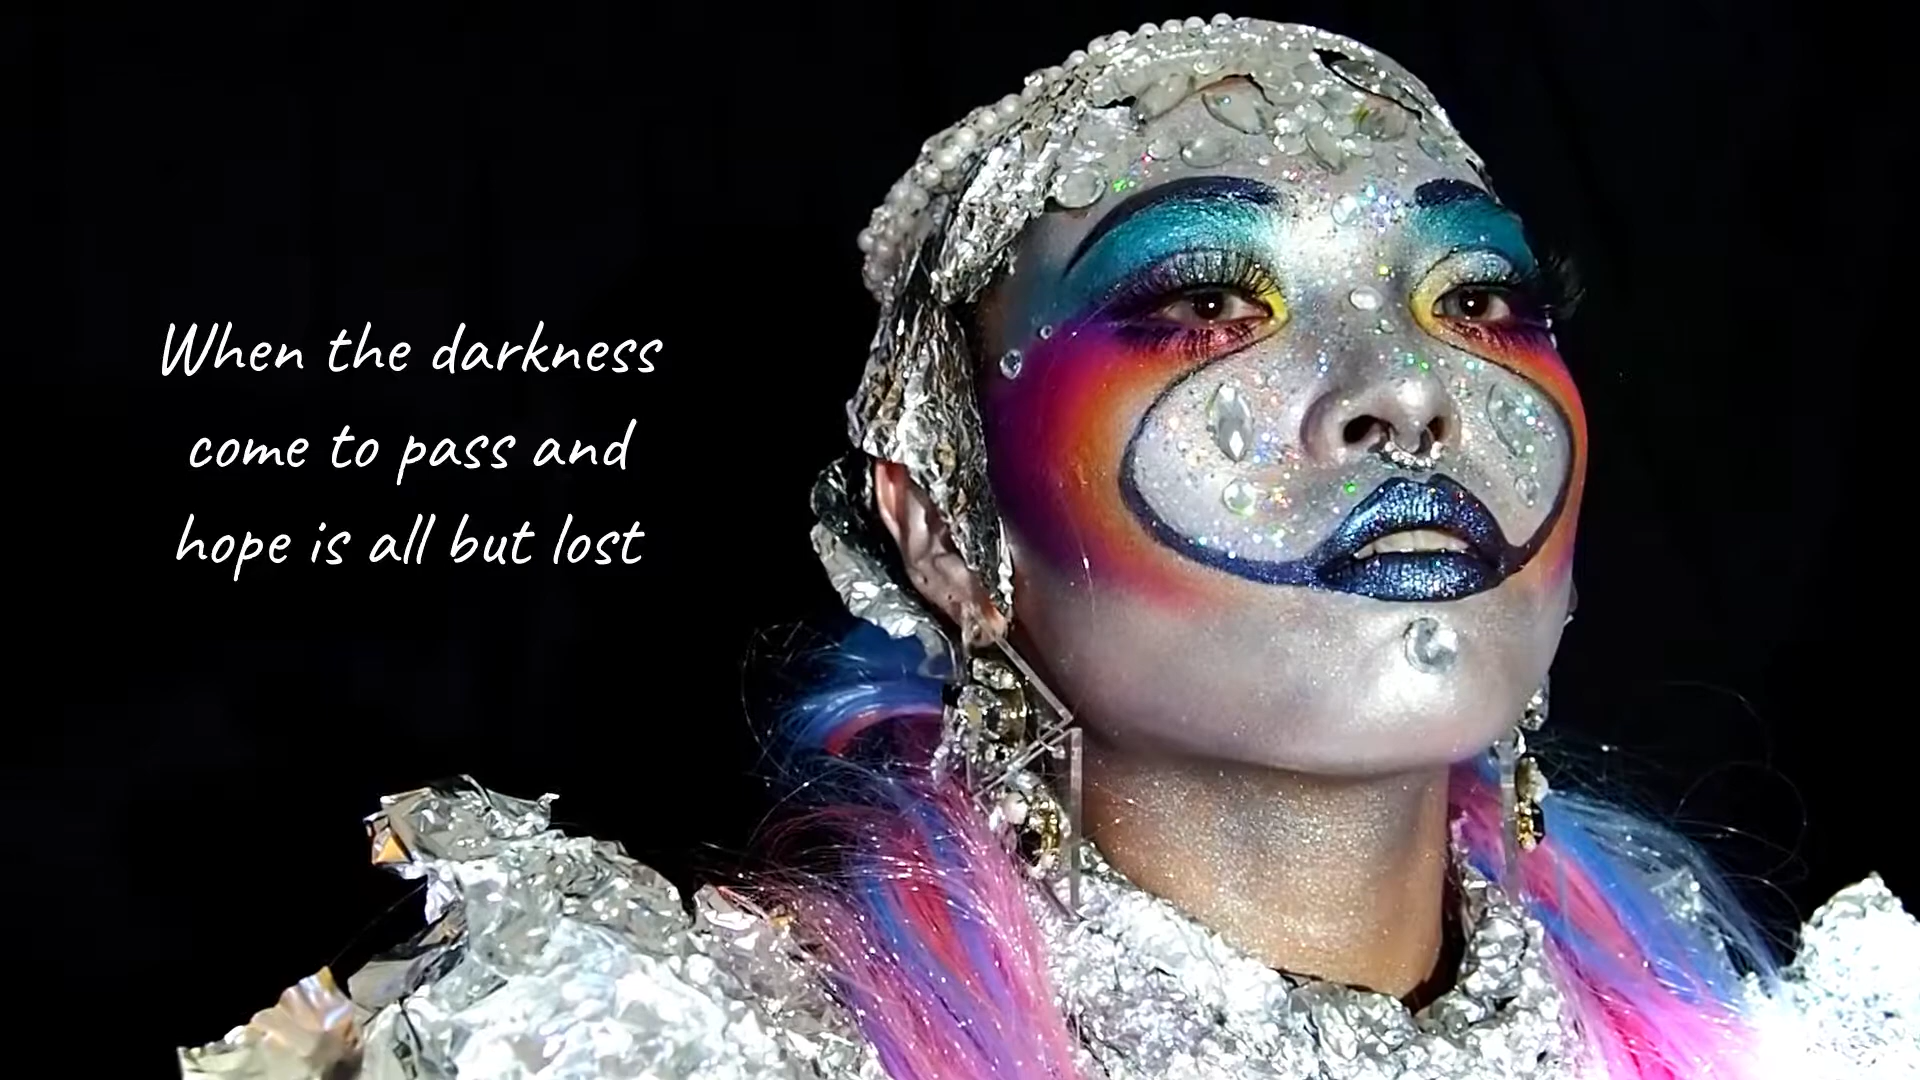 When the darkness
come to pass and
hope is all but lost